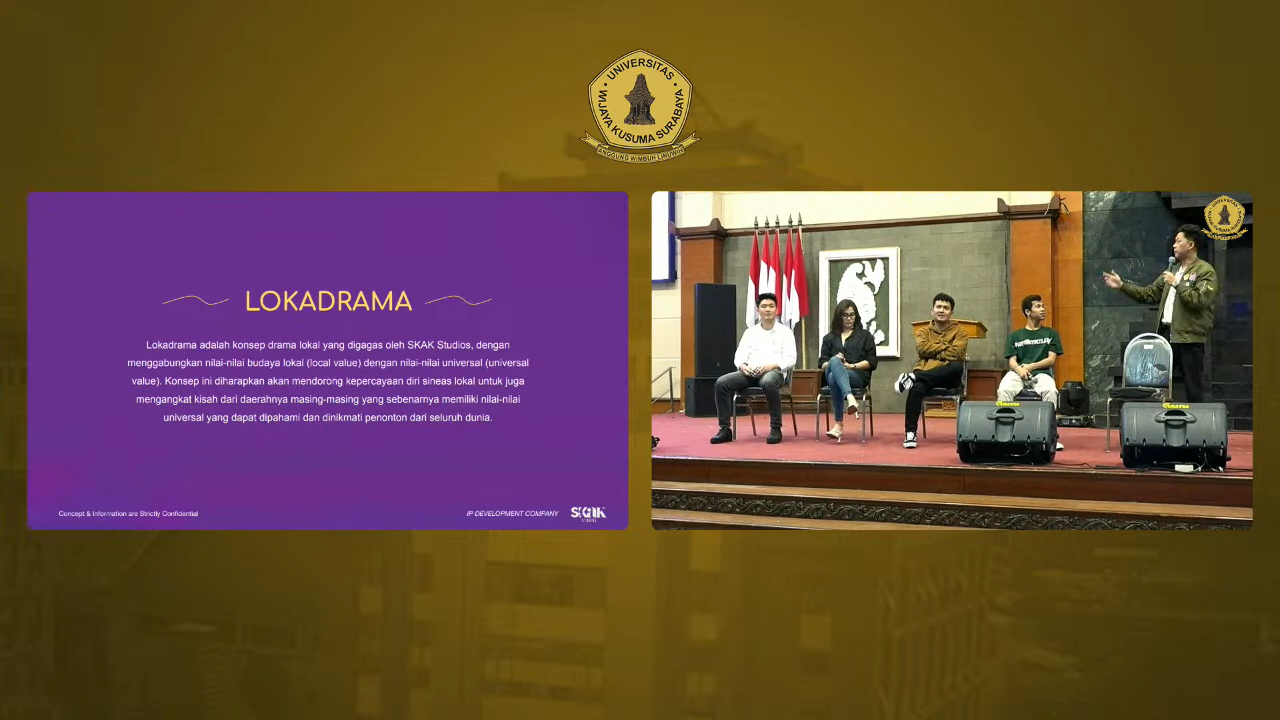 UNIVERSITAS
WIJAYA KUSUMA SURABAYA
ANGGUNG WIMBUH LINUWIH
LOKADRAMA
Lokadrama adalah konsep drama lokal yang digagas oleh SKAK Studios, dengan
menggabungkan nilai-nilai budaya lokal (local value) dengan nilai-nilai universal (universal
value). Konsep ini diharapkan akan mendorong kepercayaan diri sineas lokal untuk juga
mengangkat kisah dari daerahnya masing-masing yang sebenarnya memiliki nilai-nilai
universal yang dapat dipahami dan dinikmati penonton dari seluruh dunia.
Concept & Information are Strictly Confidential
IP DEVELOPMENT COMPANY
SKAK